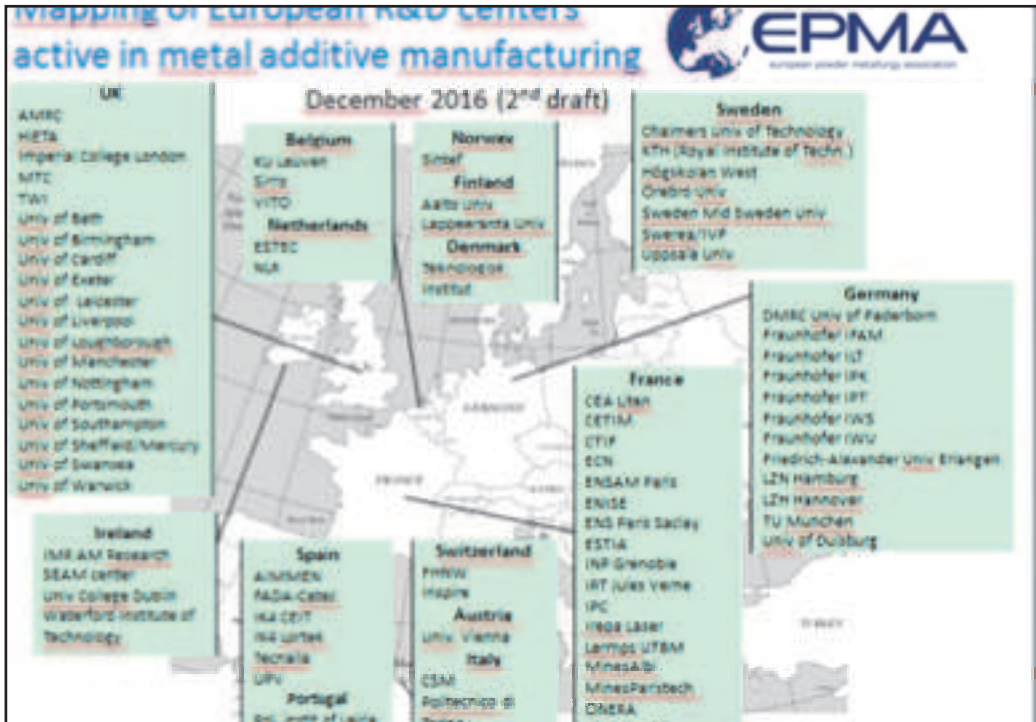 Mapping of European R&D centers
active in metal additive manufacturing
EPMA
european powder metallurgy association
December 2016 (2nd draft)
UK
AMRC
HiETA
Imperial College London
MTC
TWI
Univ of Bath
Univ of Birmingham
Univ of Cardiff
Univ of Exeter
Univ of Leicester
Univ of Liverpool
Univ of Loughborough
Univ of Manchester
Univ of Nottingham
Univ of Portsmouth
Univ of Southampton
Univ of Sheffield/Mercury
Univ of Swansea
Univ of Warwick
Belgium
KU Leuven
Sirris
VITO
Netherlands
ESTEC
NLR
Norwex
Sintef
Finland
Aalto Univ
Lappeeranta Univ
Denmark
Teknologisk
Institut
Sweden
Chalmers Univ of Technology
KTH (Royal Institute of Techn.)
Högskolan West
Örebro Univ
Sweden Mid Sweden Univ
Swerea/IVF
Uppsala Univ
Germany
DMRC Univ of Paderborn
Fraunhofer IFAM
Fraunhofer ILT
Fraunhofer IPK
Fraunhofer IPT
Fraunhofer IWS
Fraunhofer IWU
Friedrich-Alexander Univ Erlangen
LZN Hamburg
LZH Hannover
TU Munchen
Univ of Duisburg
France
CEA Liten
CETIM
CTIF
ECN
ENSAM Paris
ENISE
ENS Paris Saclay
ESTIA
INP Grenoble
IRT Jules Verne
IPC
Irepa Laser
Lermps UTBM
MinesAlbi
MinesParistech
ONERA
Ireland
IMR AM Research
SEAM center
Univ College Dublin
Waterford Institute of
Technology
Spain
AIMMEN
FADA-Catec
IK4 CEIT
IK4 Lortek
Tecnalia
UPV
Portugal
Switzerland
FHNW
Inspire
Austria
Univ. Vienna
Italy
CSM
Politecnico di
FRANCE